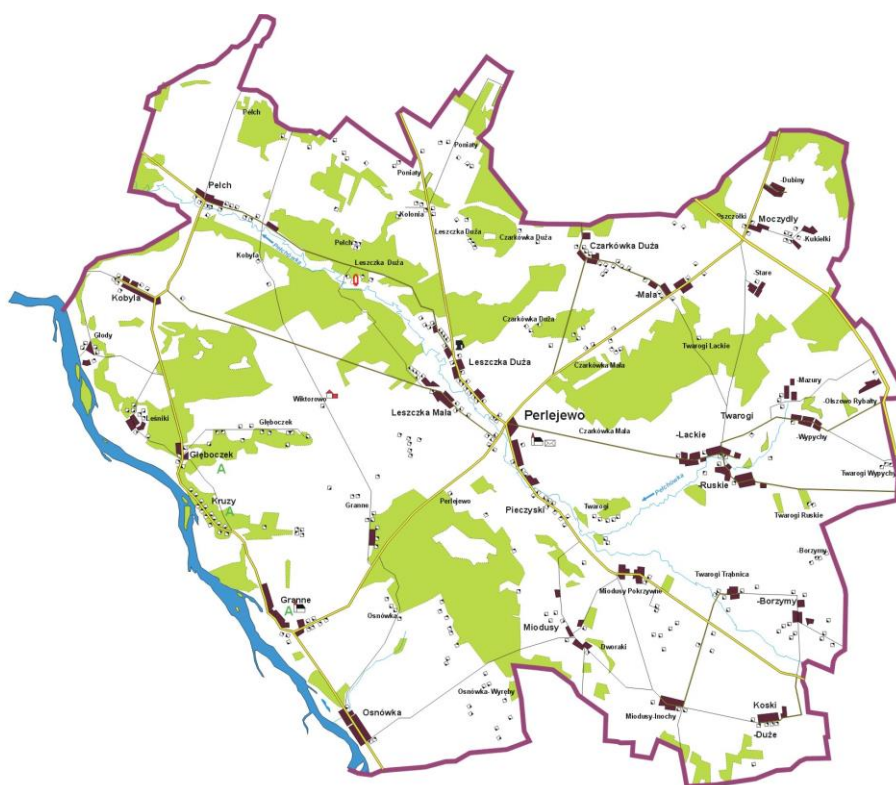 Pełch
Poniaty
Poniaty
Dubiny
Pełch
Kolonia
Pszczółki
Moczydły
-Kukiełki
Leszczka Duża
Czarkówka Duża
Pełch
Czarkówka Duża
Pełchówka
Kobyla
Leszczka Duża
Stare
-Mała
Kobyla
Głody
Czarkówka Duża
Twarogi Lackie
Leszczka Duża
Czarkówka Mała
-Mazury
Wiktorowo
-Olszewo Rybałty
Leśniki
Leszczka Mała
Perlejewo
Twarogi
Głęboczek
Czarkówka Mała
-Lackie
-Wypychy
Głęboczek
A
Twarogi Wypychy
-Ruskie
Pełchówka
Kruzy
A
Granne
Perlejewo
Pieczyski
Twarogi
Twarogi Ruskie
-Borzymy
Twarogi Trąbnica
Granne
A
Osnówka
Miodusy Pokrzywne
-Borzymy
Miodusy
Dworaki
Osnówka- Wyręby
Osnówka
Miodusy-Inochy
Koski
-Duże